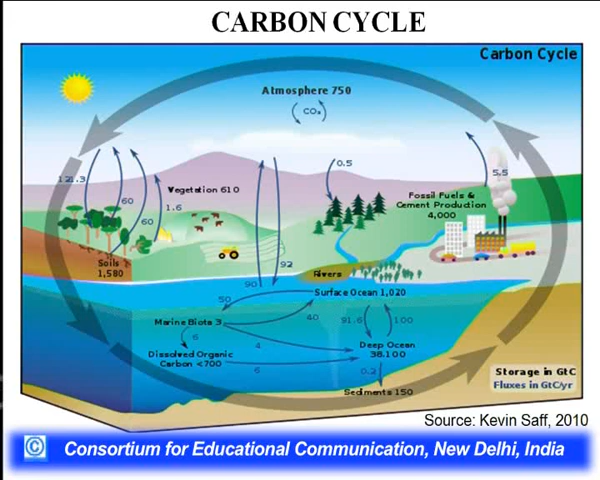 CARBON CYCLE
Carbon Cycle
Atmosphere 750
CO₂
121.3
60
60
1.6
0.5
5.5
Vegetation 610
Fossil Fuels &
Cement Production
4,000
Soils
1,580
90
92
Rivers
Surface Ocean 1,020
50
40
91.6
100
Marine Biota 3
6
4
Dissolved Organic
Carbon <700
6
Deep Ocean
38,100
0.2
Sediments 150
Storage in GtC
Fluxes in GtC/yr
Source: Kevin Saff, 2010
© Consortium for Educational Communication, New Delhi, India